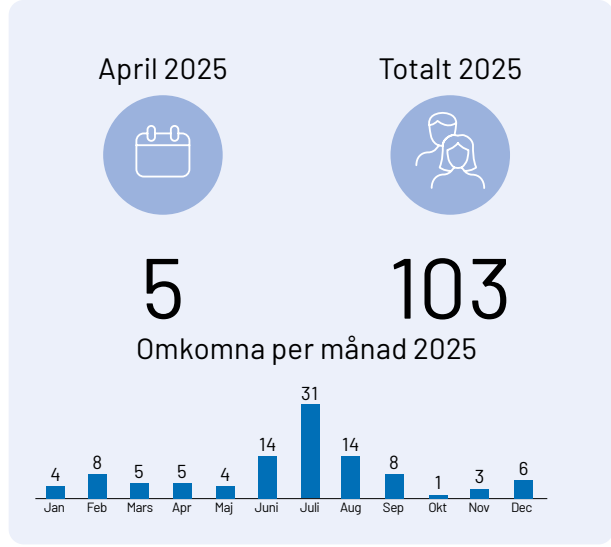 April 2025 Totalt 2025
5 103
Omkomna per månad 2025
31
14 14
4 8 5 5 4 8 1 3 6
Jan Feb Mars Apr Maj Juni Juli Aug Sep Okt Nov Dec